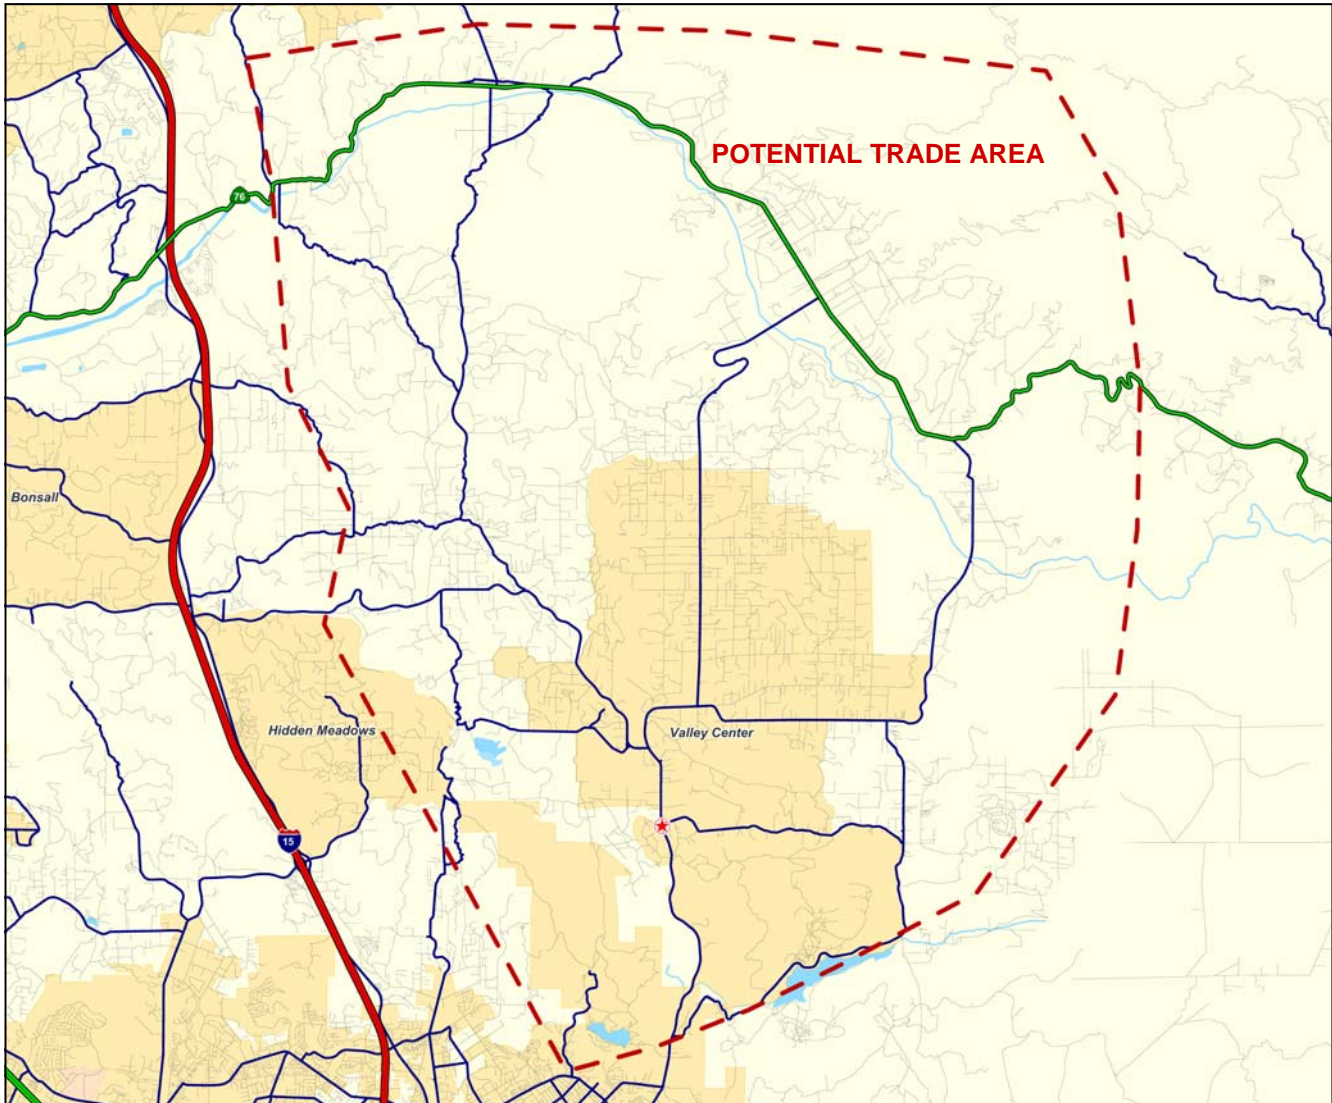 POTENTIAL TRADE AREA
76
Bonsall
Hidden Meadows
Valley Center
15